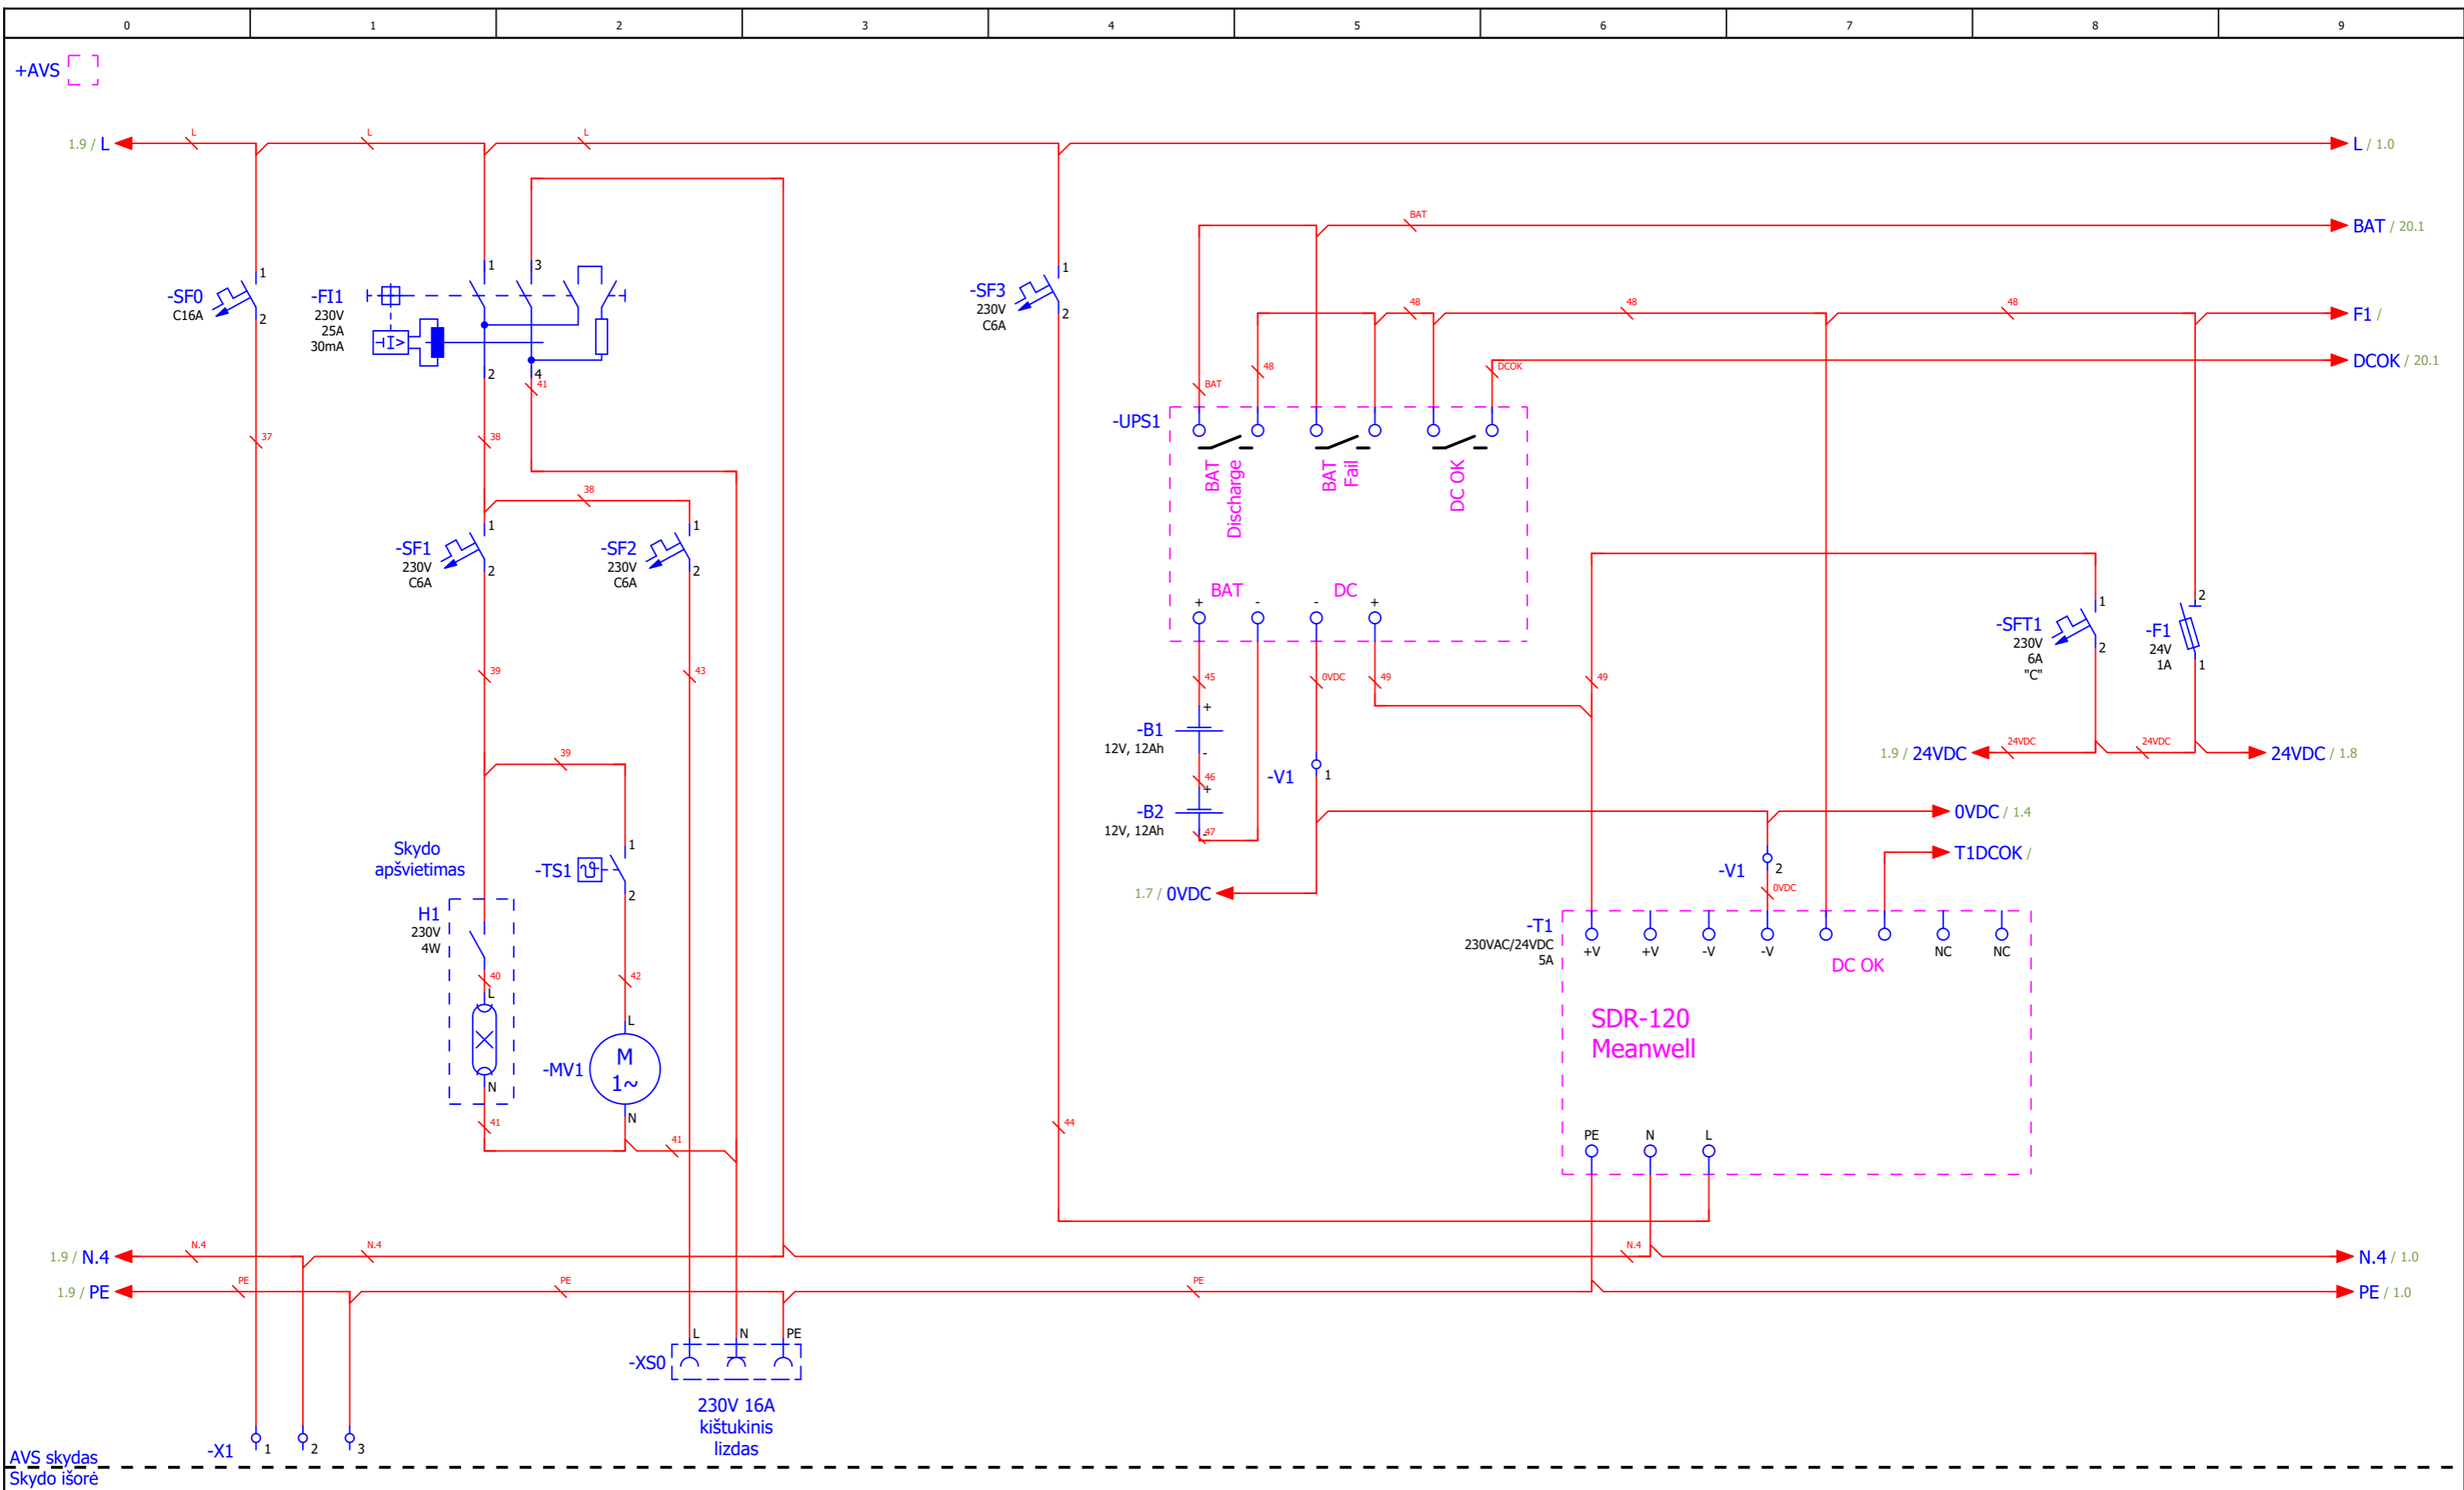 0 1 2 3 4 5 6 7 8 9
+AVS
L L L
1.9 / L
L / 1.0
BAT
BAT / 20.1
1 3 1
-SF0
C16A
2
-FI1
230V
25A
30mA
I>
2 4
41
-SF3
230V
C6A
2
48 48 48
F1 /
DCOK
DCOK / 20.1
BAT 48
-UPS1
37 38
BAT
Discharge
BAT
Fail
DC OK
38
1 1
-SF1
230V
C6A
2
-SF2
230V
C6A
2
BAT DC
+ - - +
1 2
-SFT1
230V
6A
"C"
2
-F1
24V
1A
1
39 43 45 0VDC 49 49
+
-B1
12V, 12Ah
-
46
-V1 1
39
24VDC 24VDC
1.9 / 24VDC
24VDC / 1.8
+
-B2
12V, 12Ah
-
47
0VDC / 1.4
Skydo
apšvietimas
1
-TS1
2
T1DCOK /
-V1 2
0VDC
1.7 / 0VDC
H1
230V
4W
-T1
230VAC/24VDC
5A
+V +V -V -V NC NC
DC OK
40 42
L
L
SDR-120
Meanwell
-MV1
M
1~
N
N
41 41 44
PE N L
N.4 N.4 N.4
1.9 / N.4
N.4 / 1.0
PE PE PE
1.9 / PE
PE / 1.0
L N PE
-XS0
230V 16A
kištukinis
lizdas
-X1 1 2 3
AVS skydas
Skydo išorė